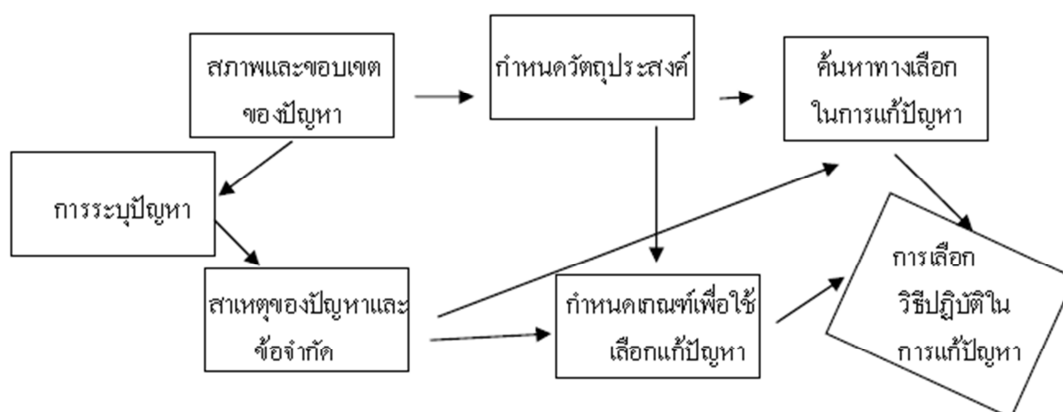 สภาพและขอบเขต
ของปัญหา
กำหนดวัตถุประสงค์
ค้นหาทางเลือก
ในการแก้ปัญหา
การระบุปัญหา
สาเหตุของปัญหาและ
ข้อจำกัด
กำหนดเกณฑ์เพื่อใช้
เลือกแก้ปัญหา
การเลือก
วิธีปฏิบัติใน
การแก้ปัญหา